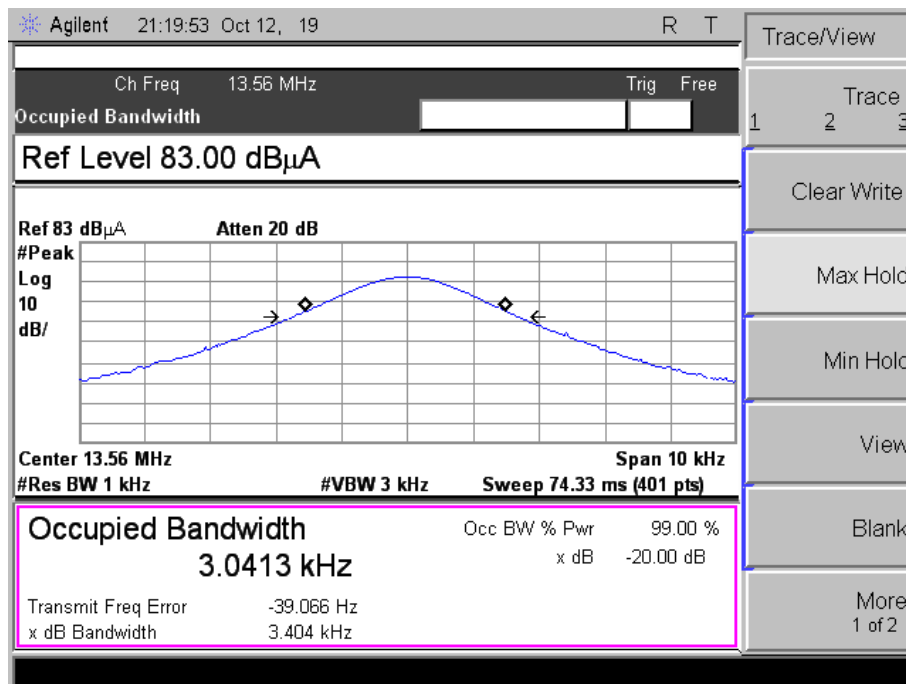 Agilent 21:19:53 Oct 12, 19 R T
Trace/View
Ch Freq 13.56 MHz Trig Free
Occupied Bandwidth
Trace
1 2 3
Ref Level 83.00 dBµA
Clear Write
Ref 83 dBµA Atten 20 dB
#Peak
Log
10
dB/
Max Hold
Min Hold
View
Center 13.56 MHz Span 10 kHz
#Res BW 1 kHz #VBW 3 kHz Sweep 74.33 ms (401 pts)
Blank
Occupied Bandwidth Occ BW % Pwr 99.00 %
3.0413 kHz x dB -20.00 dB
Transmit Freq Error -39.066 Hz
x dB Bandwidth 3.404 kHz
More
1 of 2